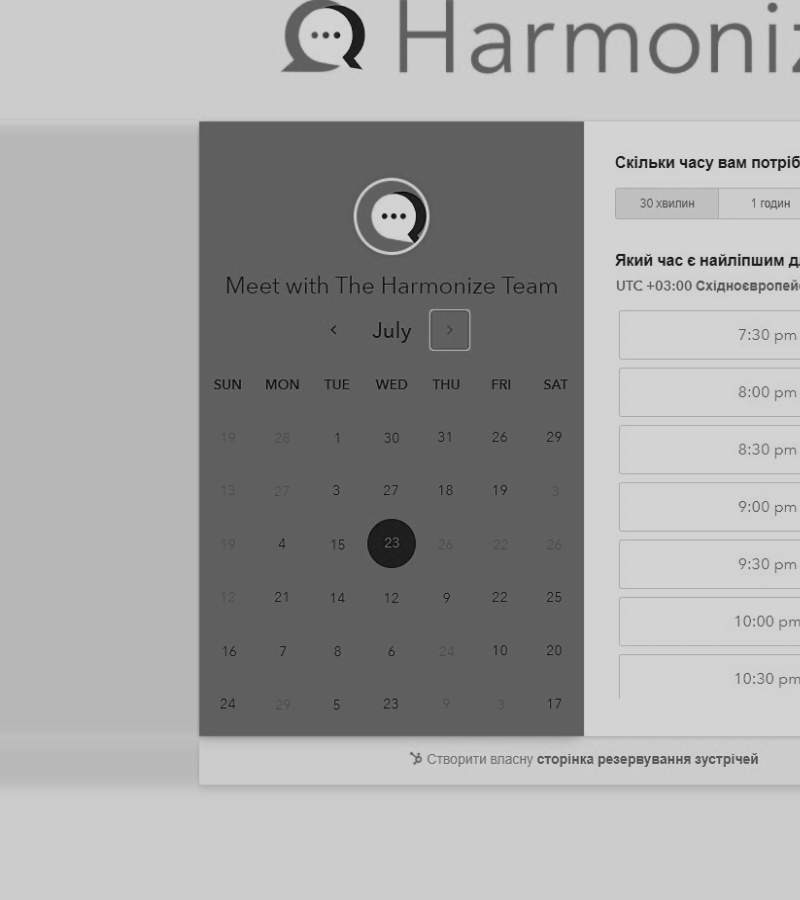 Harmoniz
Meet with The Harmonize Team
July
SUN MON TUE WED THU FRI SAT
19 28 1 30 31 26 29
13 27 3 27 18 19 3
19 4 15 23 26 22 26
12 21 14 12 9 22 25
16 7 8 6 24 10 20
24 29 5 23 9 3 17
Скільки часу вам потріб
30 хвилин 1 годин
Який час є найліпшим д
UTC +03:00 Східноєвропей
7:30 pm
8:00 pm
8:30 pm
9:00 pm
9:30 pm
10:00 pm
10:30 pm
Створити власну сторінка резервування зустрічей